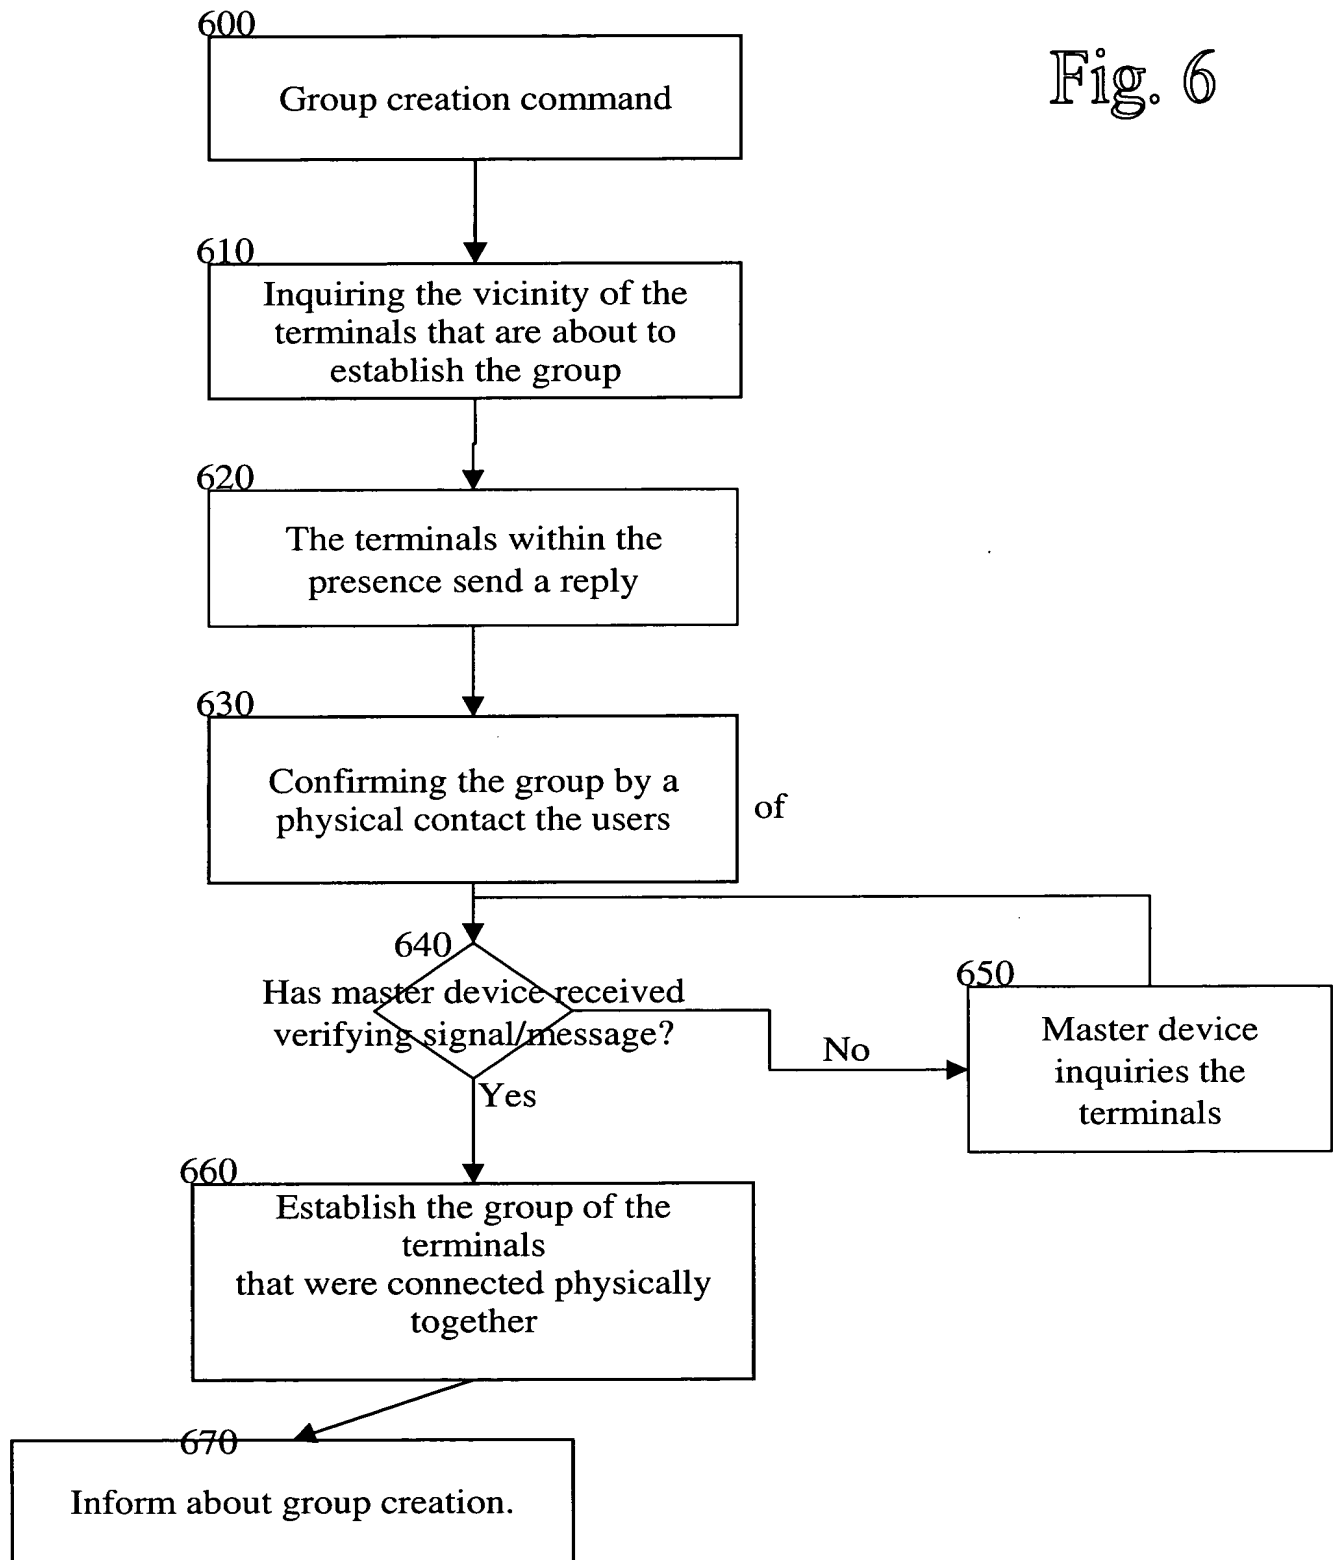 600
Fig. 6
Group creation command
610
Inquiring the vicinity of the
terminals that are about to
establish the group
620
The terminals within the
presence send a reply
630
Confirming the group by a
physical contact the users
of
640
Has master device received
verifying signal/message?
No
Yes
650
Master device
inquiries the
terminals
660
Establish the group of the
terminals
that were connected physically
together
670
Inform about group creation.